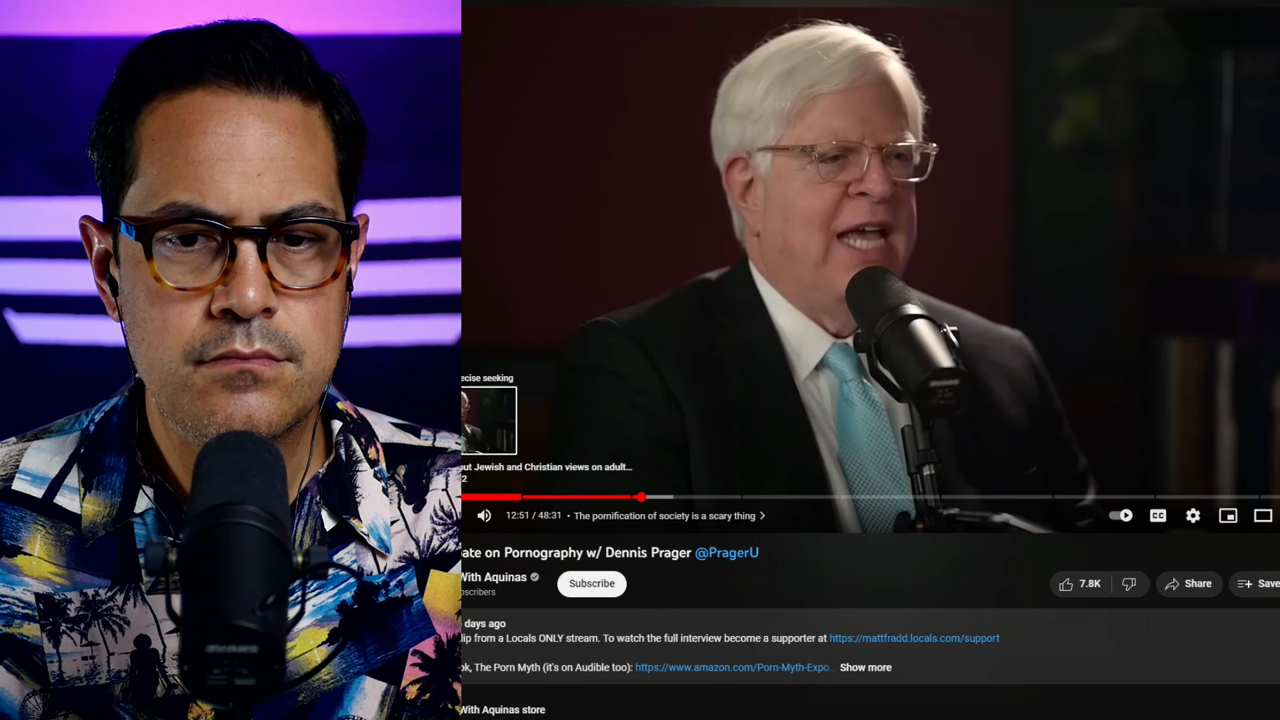 ecise seeking
out Jewish and Christian views on adult...
2
12:51 / 48:31 • The pornification of society is a scary thing >
CC
ate on Pornography w/ Dennis Prager @PragerU
With Aquinas
bscribers
Subscribe
7.8K
Share
Save
days ago
lip from a Locals ONLY stream. To watch the full interview become a supporter at https://mattfradd.locals.com/support
ok, The Porn Myth (it's on Audible too): https://www.amazon.com/Porn-Myth-Expo... Show more
With Aquinas store